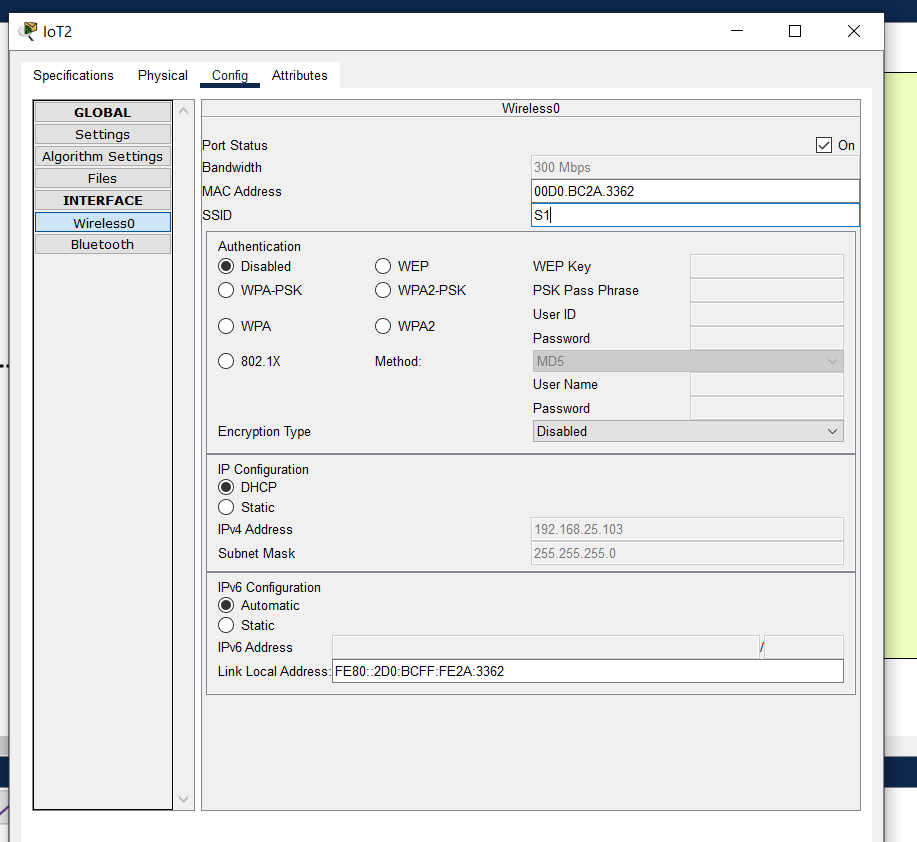 IoT2
Specifications Physical Config Attributes
GLOBAL
Settings
Algorithm Settings
Files
INTERFACE
Wireless0
Bluetooth
Wireless0
Port Status On
Bandwidth 300 Mbps
MAC Address 00D0.BC2A.3362
SSID S1
Authentication
Disabled WEP WEP Key
WPA-PSK WPA2-PSK PSK Pass Phrase
User ID
WPA WPA2
Password
802.1X Method: MD5
User Name
Password
Encryption Type Disabled
IP Configuration
DHCP
Static
IPv4 Address 192.168.25.103
Subnet Mask 255.255.255.0
IPv6 Configuration
Automatic
Static
IPv6 Address /
Link Local Address: FE80::2D0:BCFF:FE2A:3362